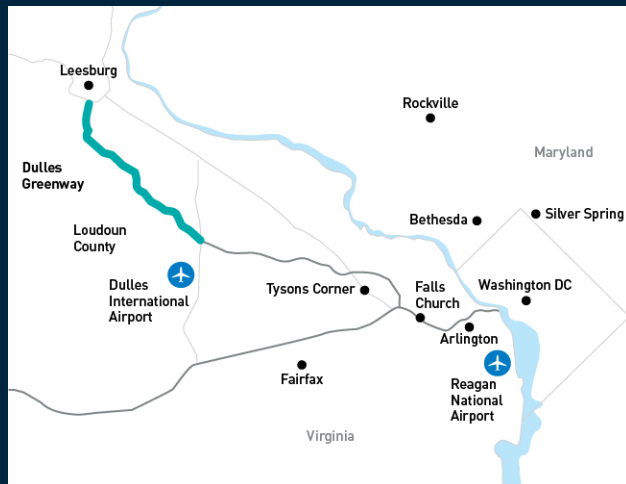 Leesburg
Rockville
Maryland
Dulles
Greenway
Silver Spring
Bethesda
Loudoun
County
Dulles
International
Airport
Tysons Corner
Falls
Church
Washington DC
Arlington
Fairfax
Reagan
National
Airport
Virginia